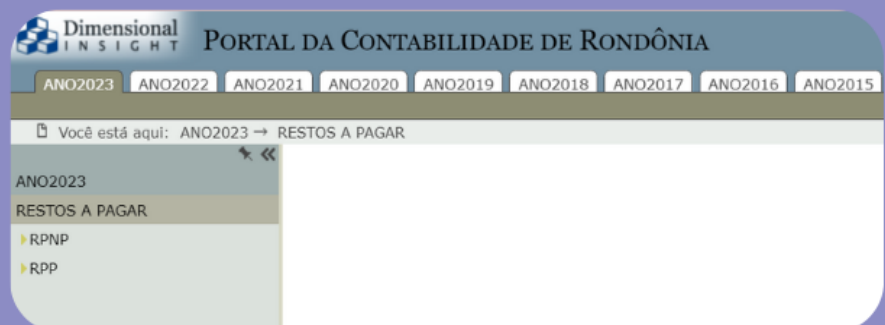 Dimensional
INSIGHT
PORTAL DA CONTABILIDADE DE RONDÔNIA
ANO2023 ANO2022 ANO2021 ANO2020 ANO2019 ANO2018 ANO2017 ANO2016 ANO2015
Você está aqui: ANO2023 → RESTOS A PAGAR
ANO2023
RESTOS A PAGAR
RPNP
RPP